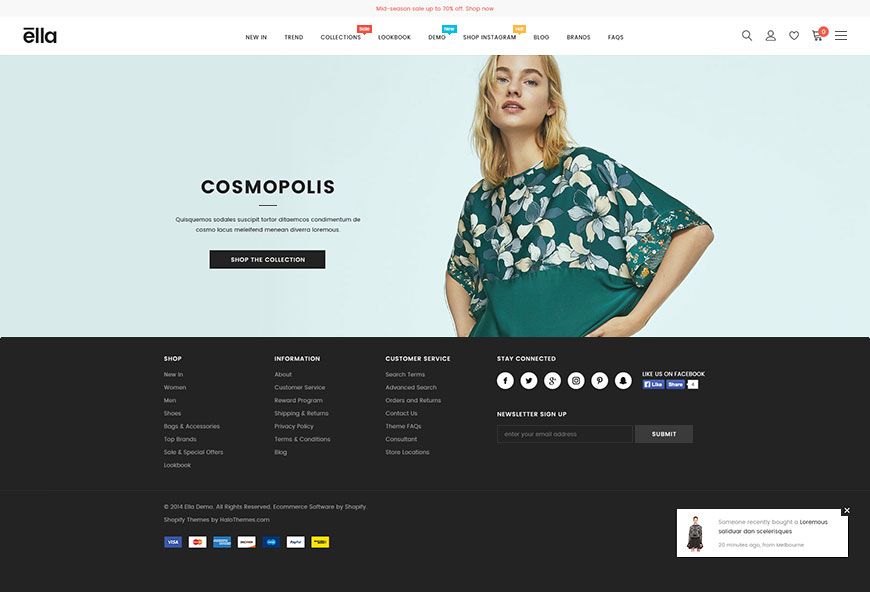 Mid-season sale up to 70% off. Shop now
ēlla
NEW IN TREND COLLECTIONS Sale LOOKBOOK DEMO New SHOP INSTAGRAM Hot BLOG BRANDS FAQS
0
COSMOPOLIS
Quisquemos sodales suscipit tortor ditaemcos condimentum de
cosmo lacus meleifend menean diverra loremous.
SHOP THE COLLECTION
SHOP
New In
Women
Men
Shoes
Bags & Accessories
Top Brands
Sale & Special Offers
Lookbook
INFORMATION
About
Customer Service
Reward Program
Shipping & Returns
Privacy Policy
Terms & Conditions
Blog
CUSTOMER SERVICE
Search Terms
Advanced Search
Orders and Returns
Contact Us
Theme FAQs
Consultant
Store Locations
STAY CONNECTED
LIKE US ON FACEBOOK
Like Share 4
NEWSLETTER SIGN UP
enter your email address
SUBMIT
© 2014 Ella Demo. All Rights Reserved. Ecommerce Software by Shopify.
Shopify Themes by HaloThemes.com
VISA PayPal
Someone recently bought a Loremous
saliduar dan scelerisques
20 minutes ago, from Melbourne